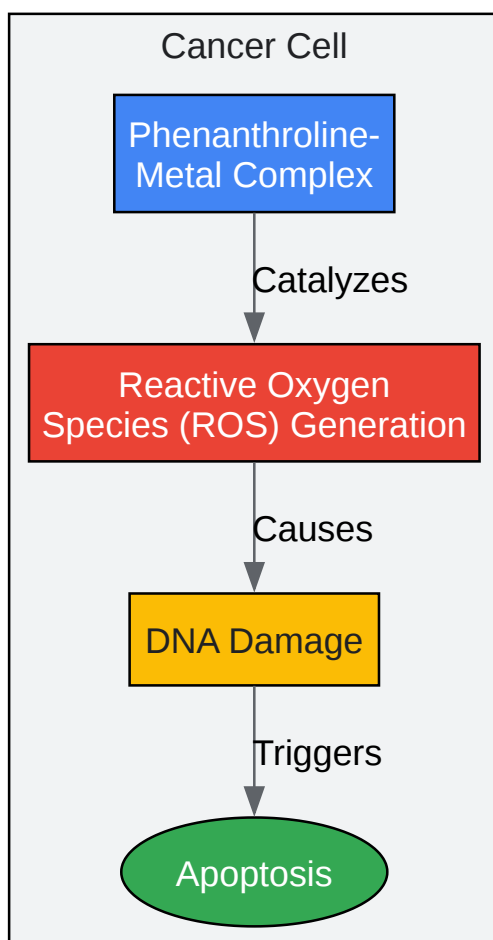 Cancer Cell
Phenanthroline-
Metal Complex
Catalyzes
Reactive Oxygen
Species (ROS) Generation
Causes
DNA Damage
Triggers
Apoptosis